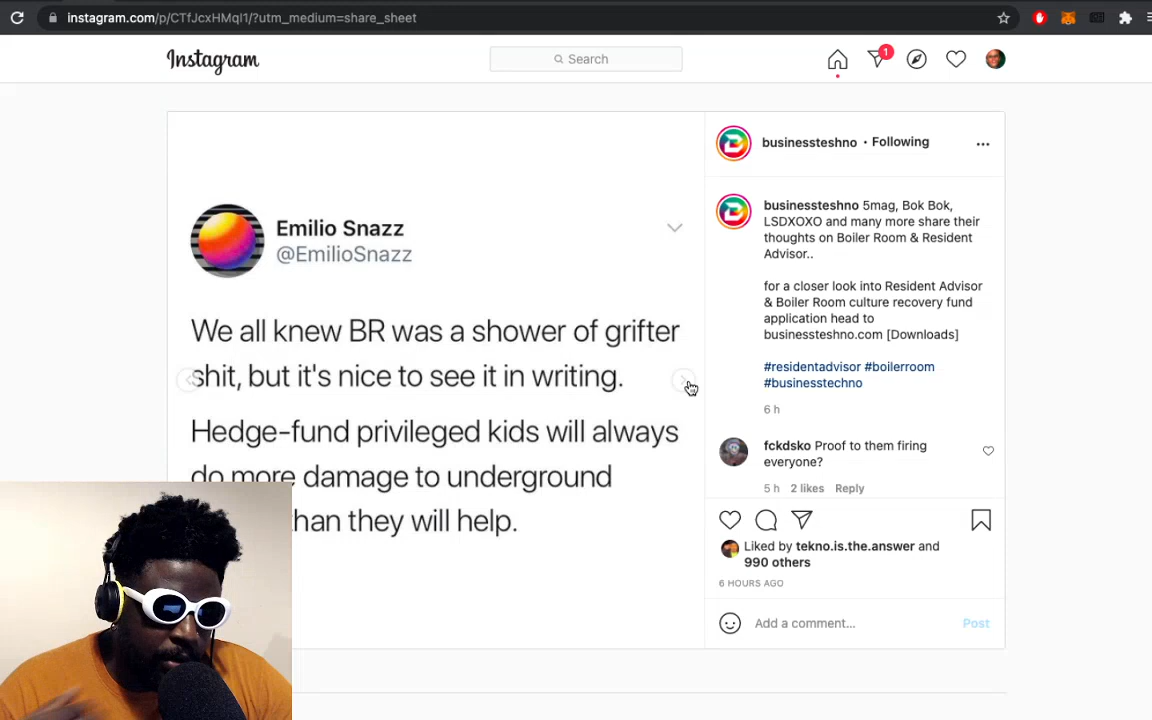 instagram.com/p/CTfJcxHMqI1/?utm_medium=share_sheet
Instagram
Search
1
Emilio Snazz
@EmilioSnazz
We all knew BR was a shower of grifter
shit, but it's nice to see it in writing.
Hedge-fund privileged kids will always
do more damage to underground
than they will help.
businessteshno • Following
businessteshno 5mag, Bok Bok,
LSDXOXO and many more share their
thoughts on Boiler Room & Resident
Advisor..
for a closer look into Resident Advisor
& Boiler Room culture recovery fund
application head to
businessteshno.com [Downloads]
#residentadvisor #boilerroom
#businesstechno
6 h
fckdsko Proof to them firing
everyone?
5 h 2 likes Reply
Liked by tekno.is.the.answer and
990 others
6 HOURS AGO
Add a comment...
Post